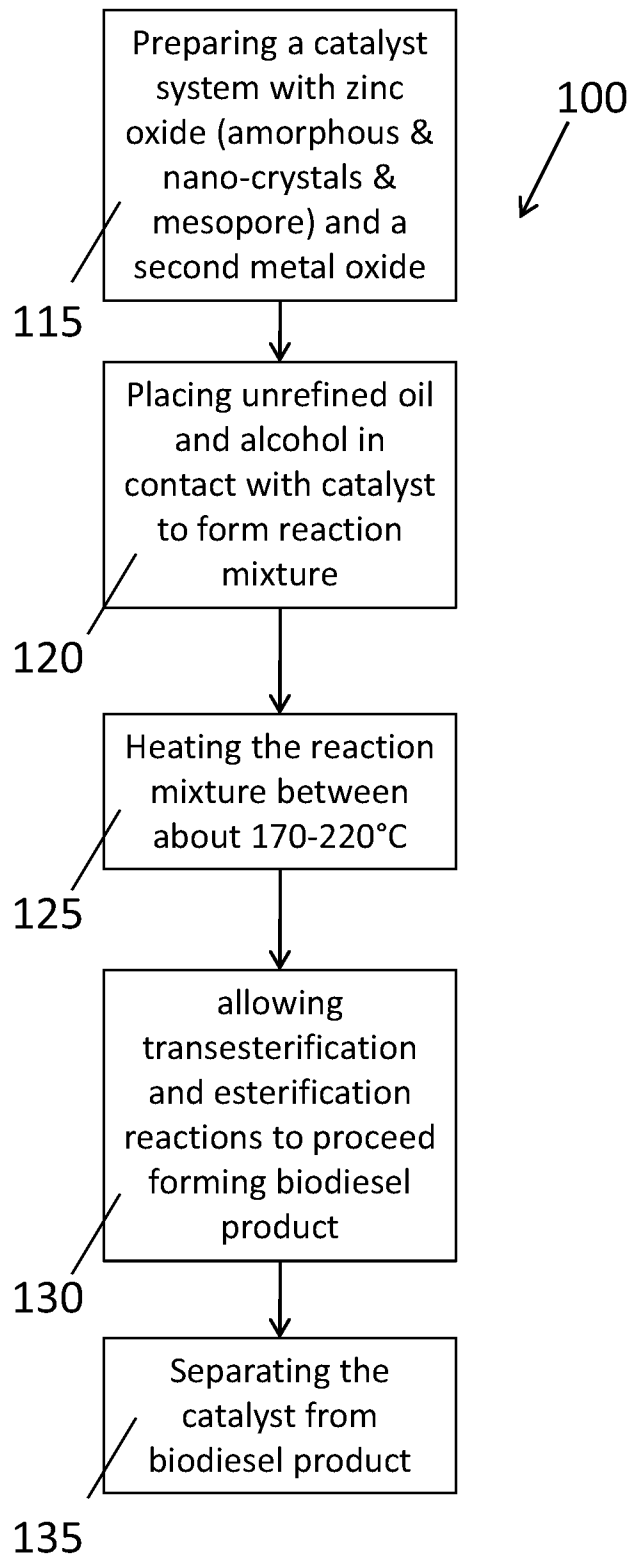 Preparing a catalyst
system with zinc
oxide (amorphous &
nano-crystals &
mesopore) and a
second metal oxide
100
115
Placing unrefined oil
and alcohol in
contact with catalyst
to form reaction
mixture
120
Heating the reaction
mixture between
about 170-220°C
125
allowing
transesterification
and esterification
reactions to proceed
forming biodiesel
product
130
Separating the
catalyst from
biodiesel product
135